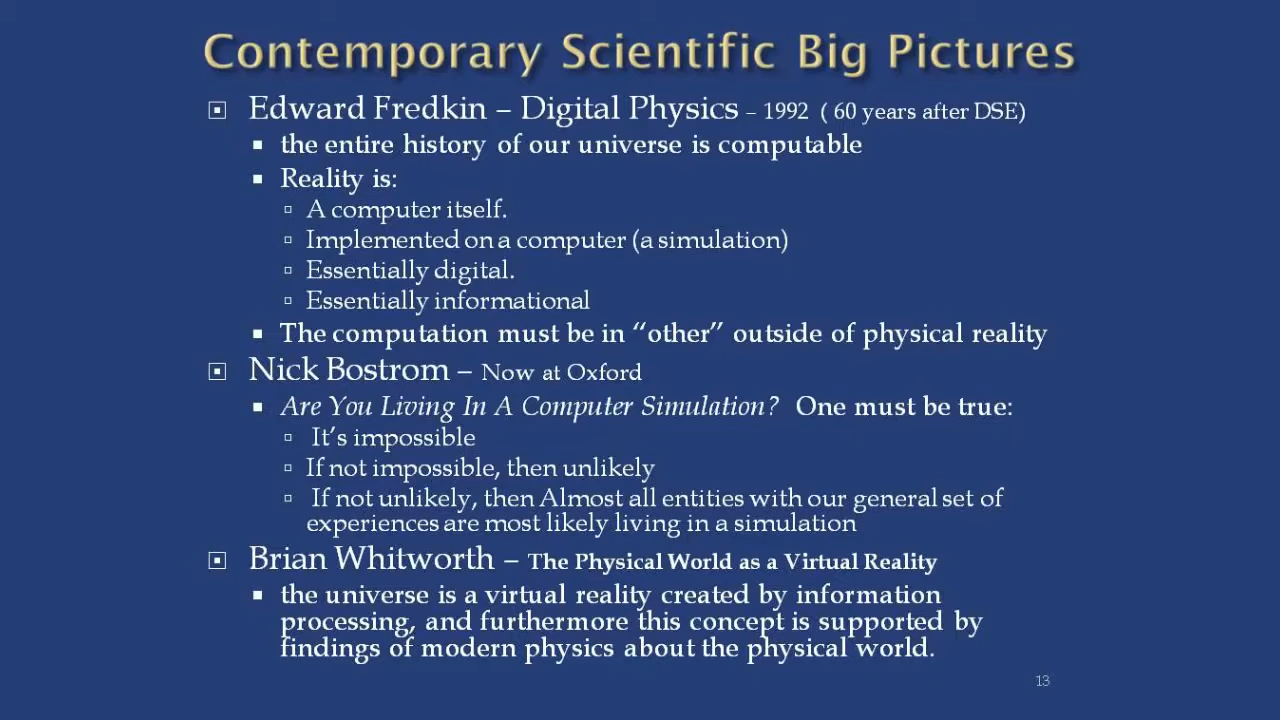 Contemporary Scientific Big Pictures
Edward Fredkin – Digital Physics – 1992 ( 60 years after DSE)
the entire history of our universe is computable
Reality is:
A computer itself.
Implemented on a computer (a simulation)
Essentially digital.
Essentially informational
The computation must be in “other” outside of physical reality
Nick Bostrom – Now at Oxford
Are You Living In A Computer Simulation? One must be true:
It’s impossible
If not impossible, then unlikely
If not unlikely, then Almost all entities with our general set of
experiences are most likely living in a simulation
Brian Whitworth – The Physical World as a Virtual Reality
the universe is a virtual reality created by information
processing, and furthermore this concept is supported by
findings of modern physics about the physical world.
13